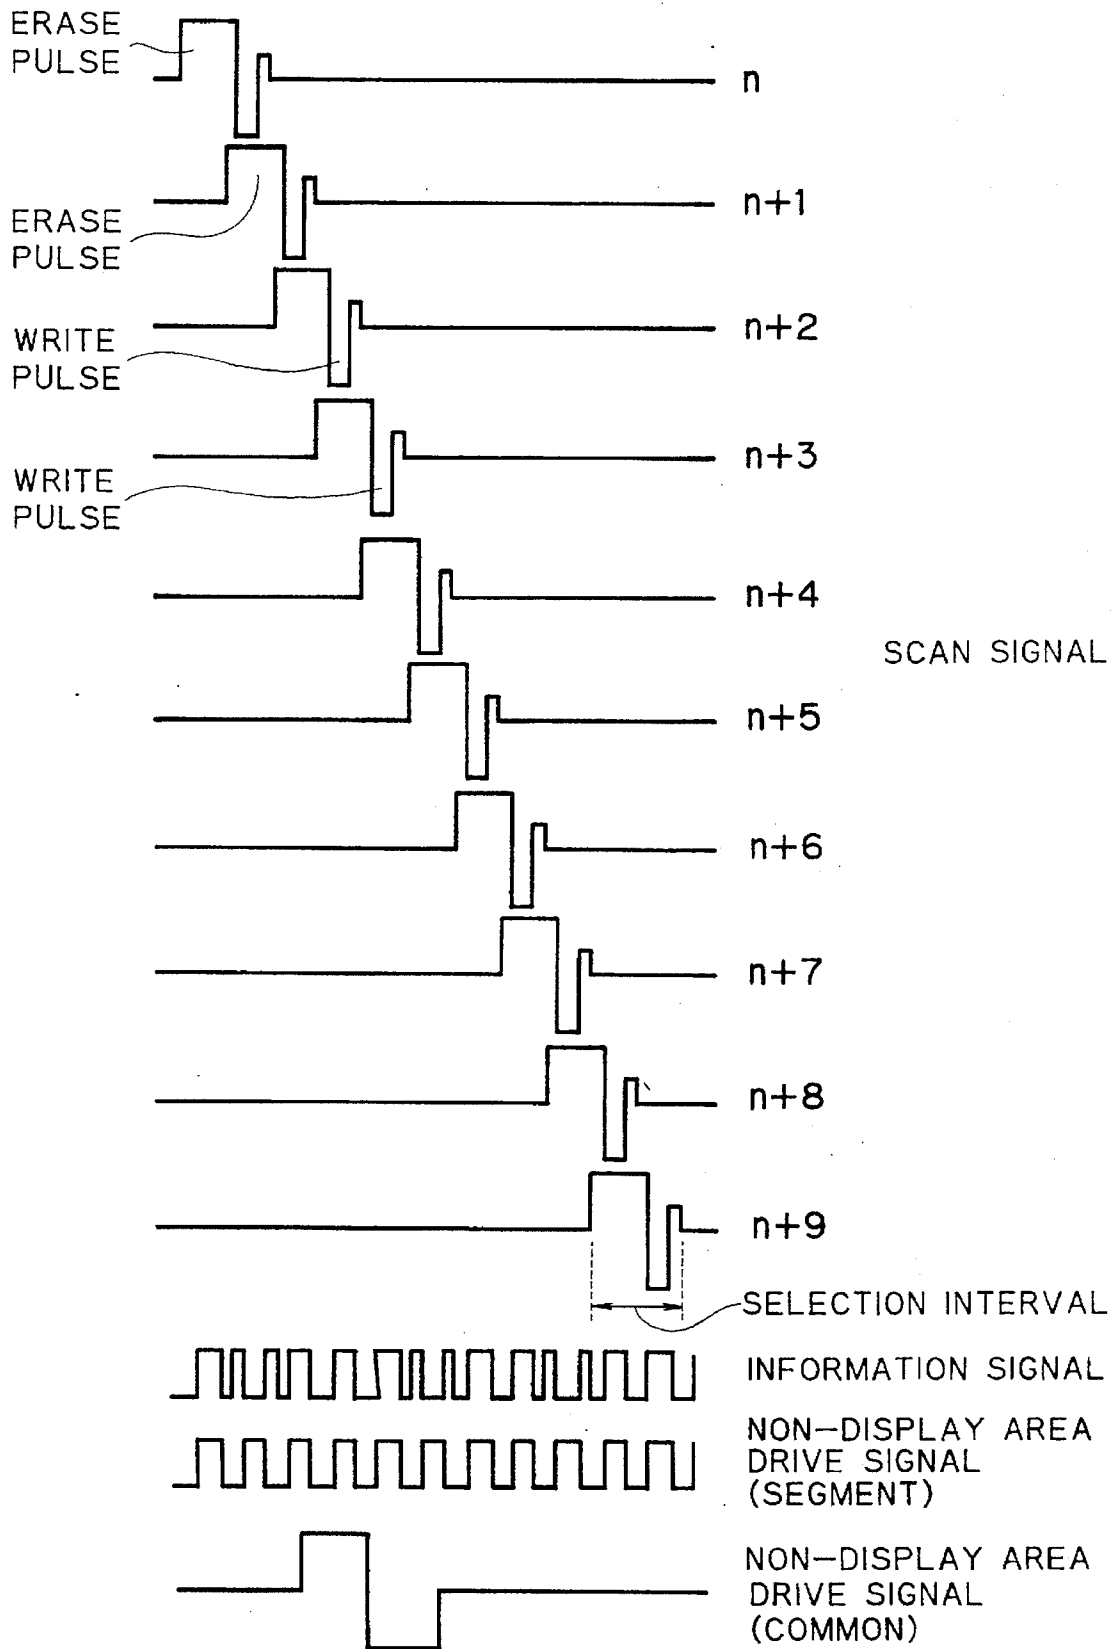 ERASE
PULSE
n
n+1
ERASE
PULSE
n+2
WRITE
PULSE
n+3
WRITE
PULSE
n+4
SCAN SIGNAL
n+5
n+6
n+7
n+8
n+9
SELECTION INTERVAL
INFORMATION SIGNAL
NON-DISPLAY AREA
DRIVE SIGNAL
(SEGMENT)
NON-DISPLAY AREA
DRIVE SIGNAL
(COMMON)